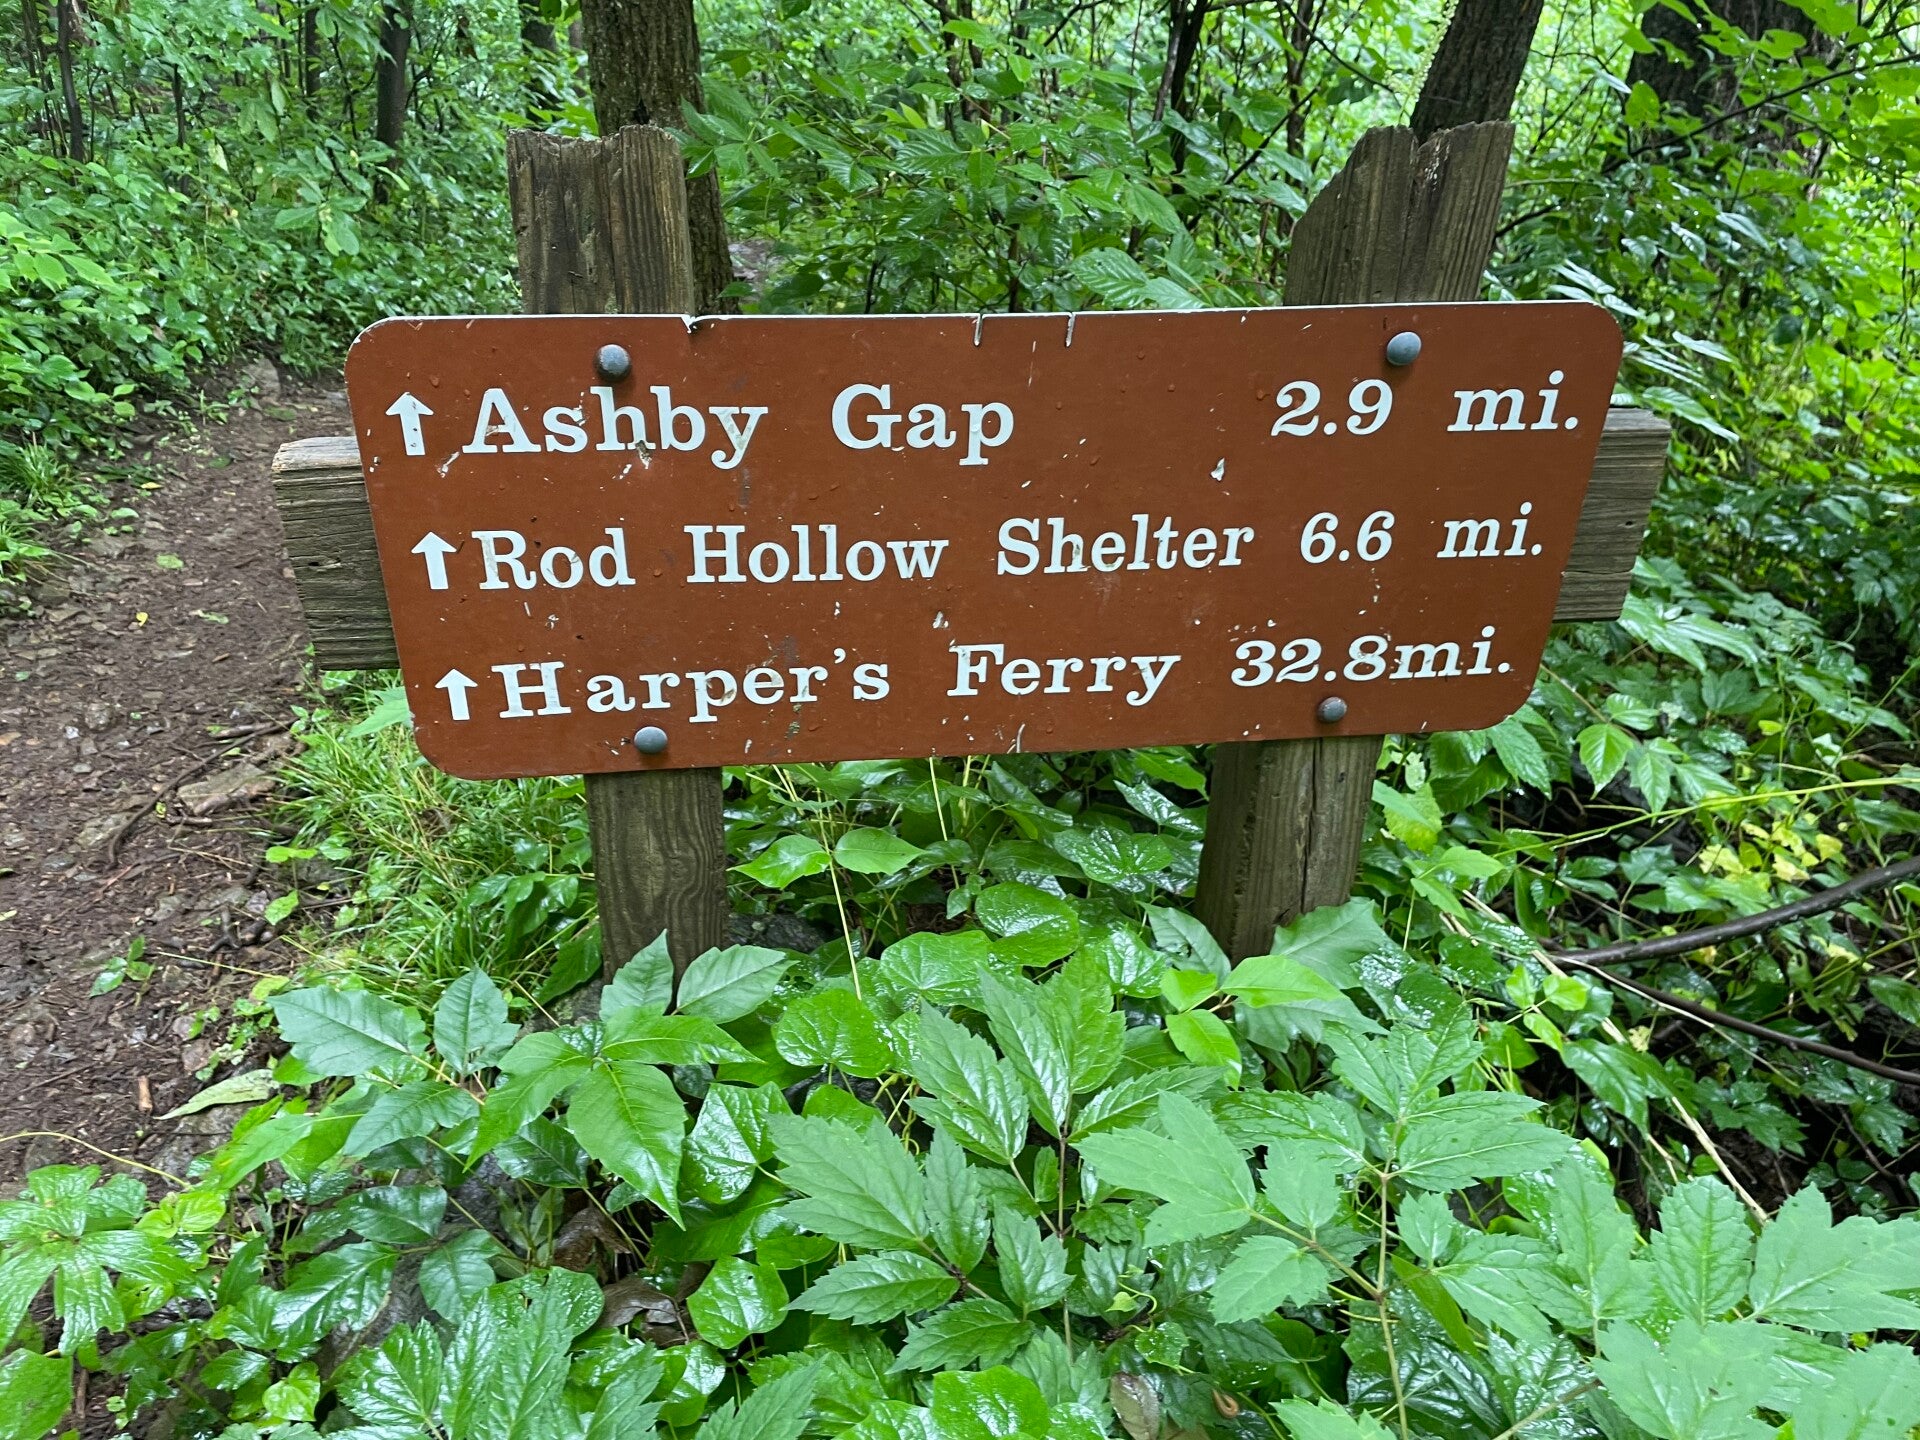 ↑ Ashby Gap 2.9 mi.
↑ Rod Hollow Shelter 6.6 mi.
↑ Harper's Ferry 32.8mi.